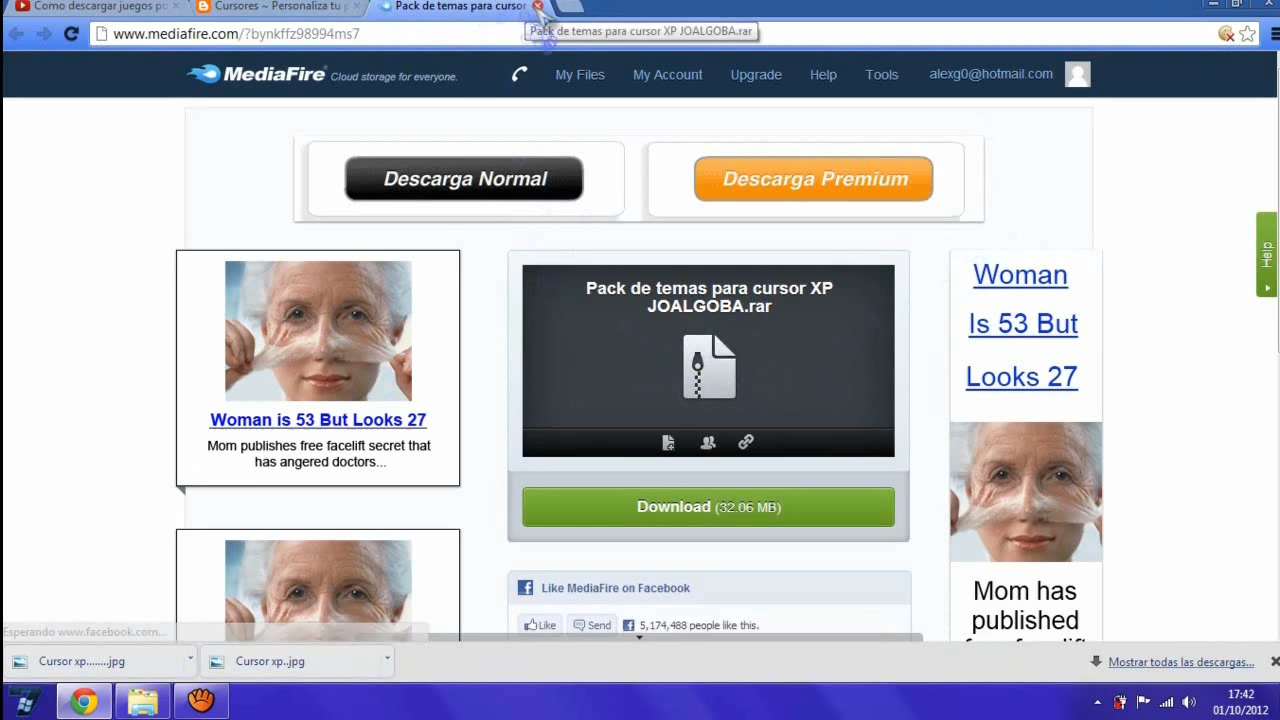 Como descargar juegos po
Cursores ~ Personaliza tu p
Pack de temas para cursor
www.mediafire.com/?bynkffz98994ms7
Pack de temas para cursor XP JOALGOBA.rar
MediaFire
Cloud storage for everyone.
My Files
My Account
Upgrade
Help
Tools
alexg0@hotmail.com
Descarga Normal
Descarga Premium
Help
Woman is 53 But Looks 27
Mom publishes free facelift secret that
has angered doctors...
Pack de temas para cursor XP
JOALGOBA.rar
Download (32.06 MB)
Like MediaFire on Facebook
Like
Send
5,174,488 people like this.
Woman
Is 53 But
Looks 27
Mom has
published
Esperando www.facebook.com...
Cursor xp........jpg
Cursor xp..jpg
Mostrar todas las descargas...
17:42
01/10/2012